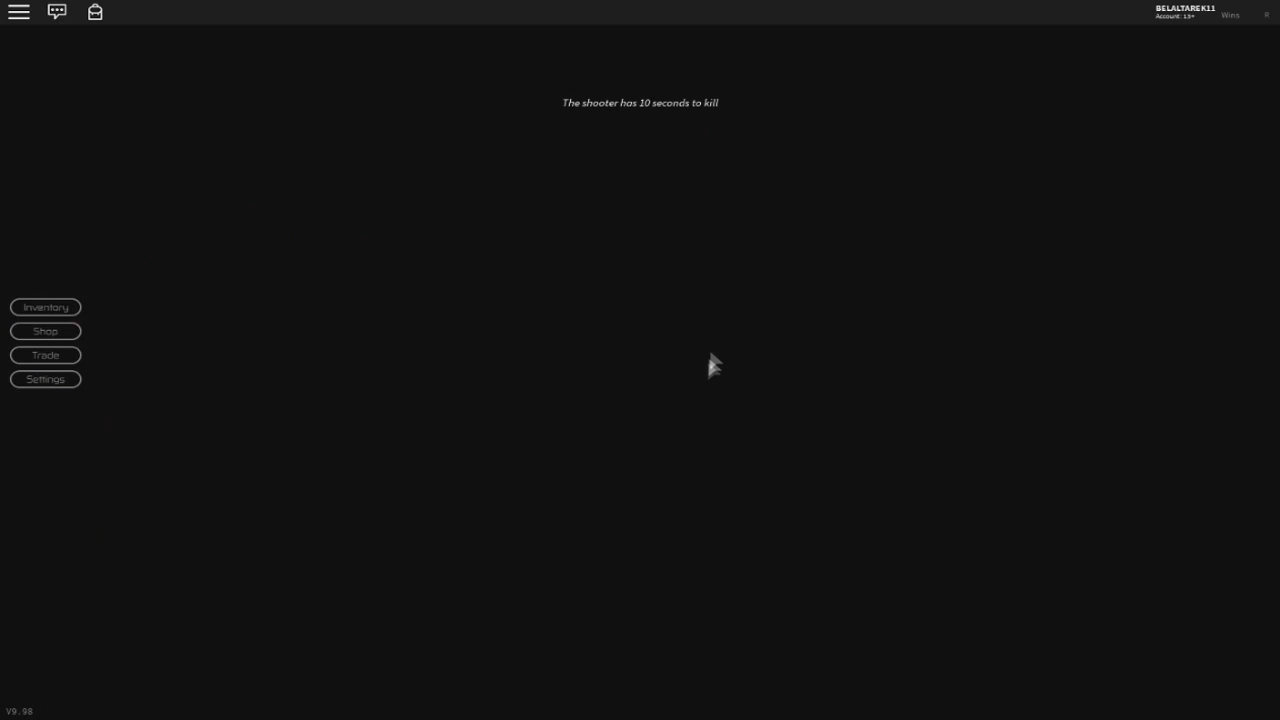 BELALTAREK11
Account: 13+
Wins
R
The shooter has 10 seconds to kill
Inventory
Shop
Trade
Settings
V9.98